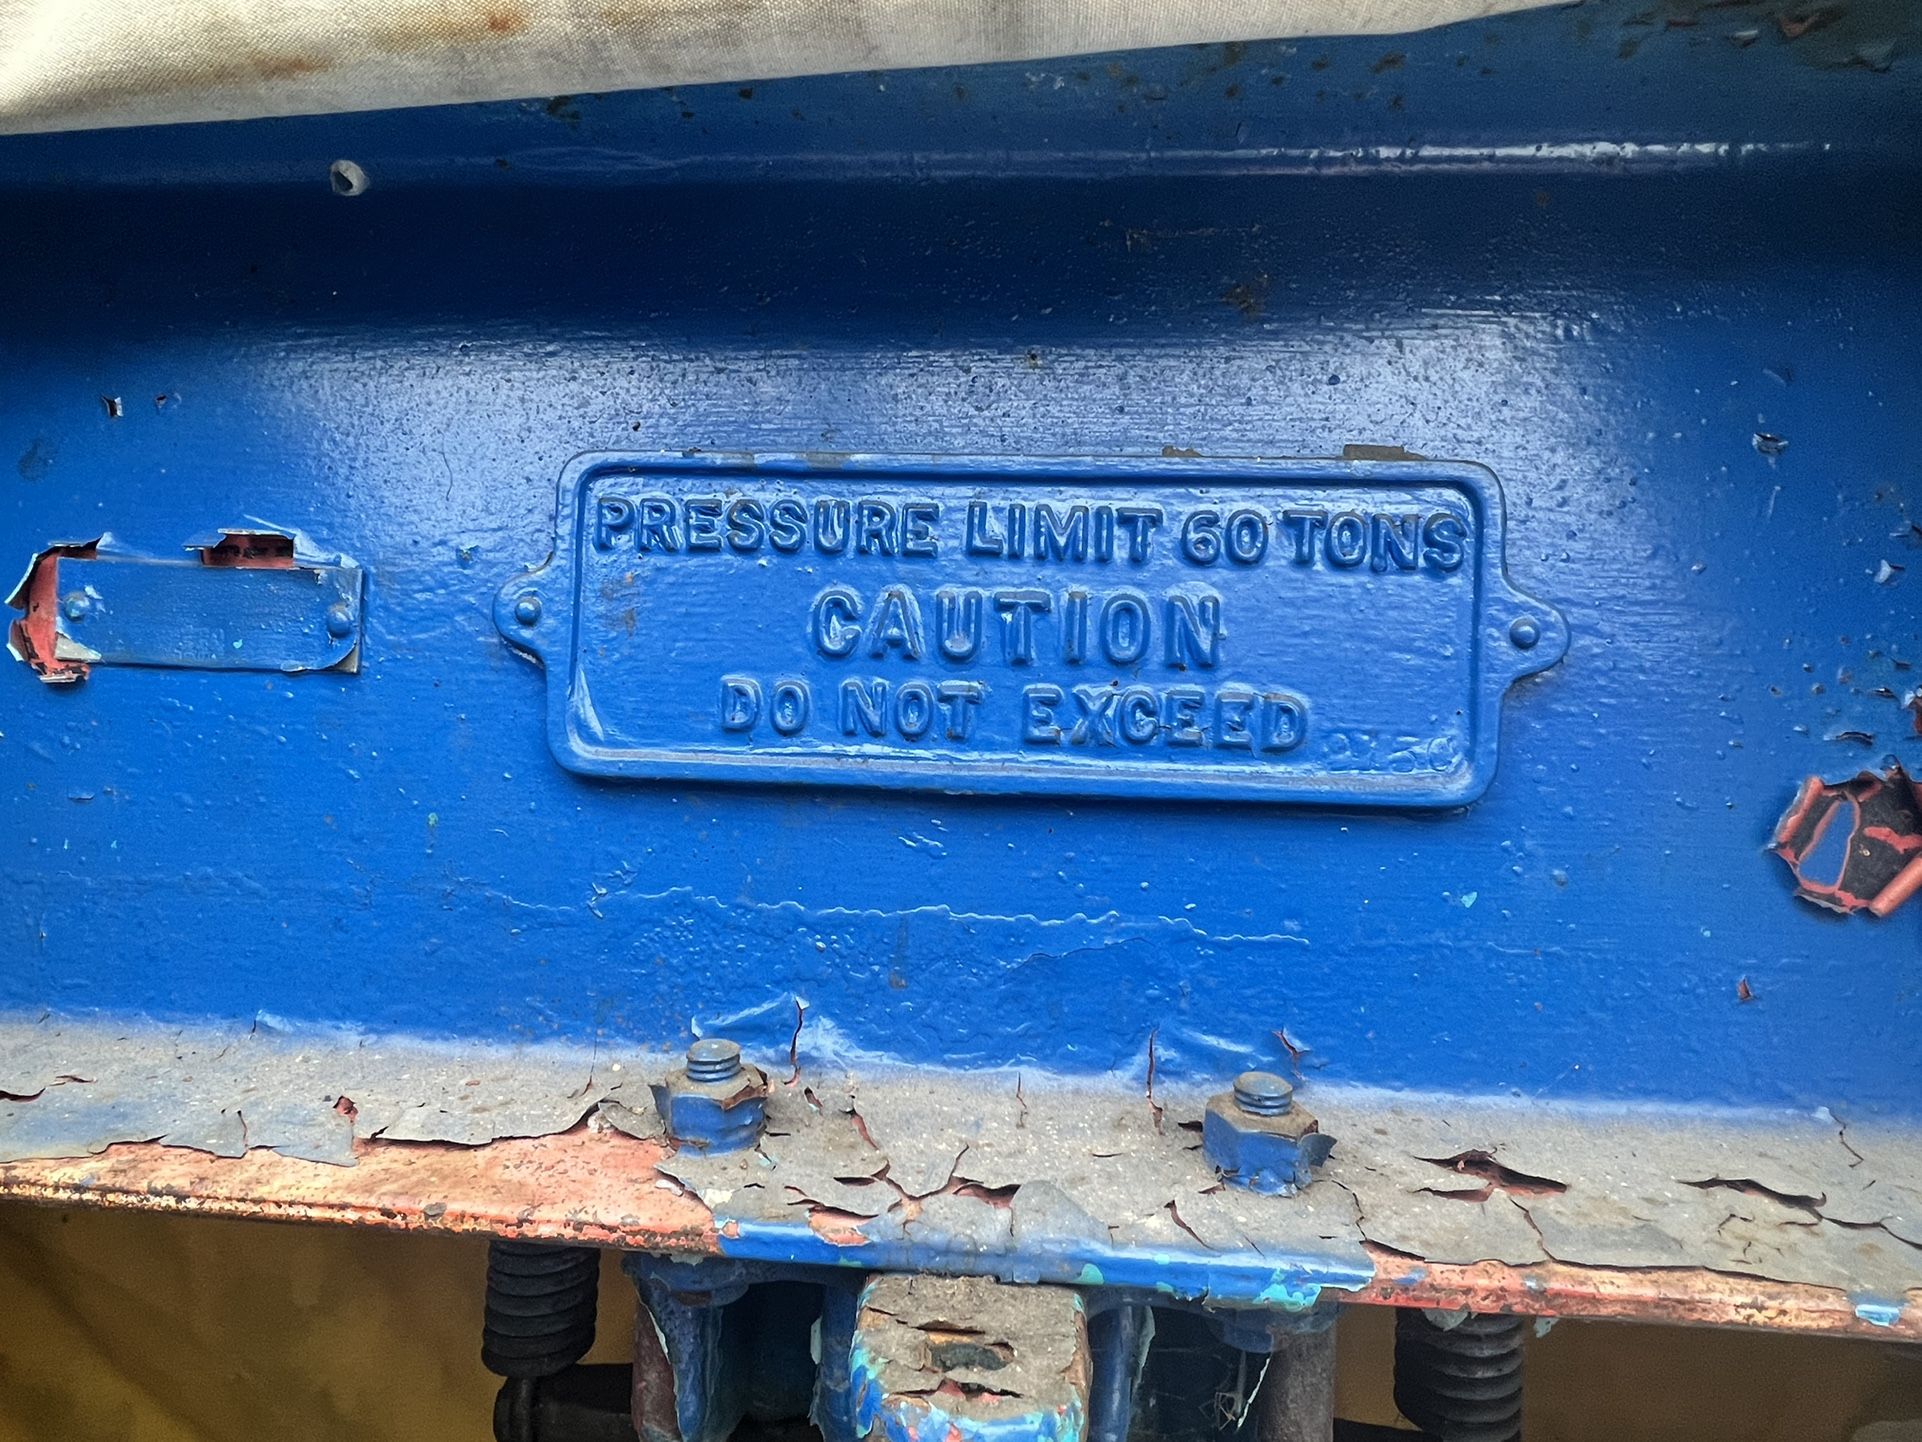 PRESSURE LIMIT 60 TONS
CAUTION
DO NOT EXCEED